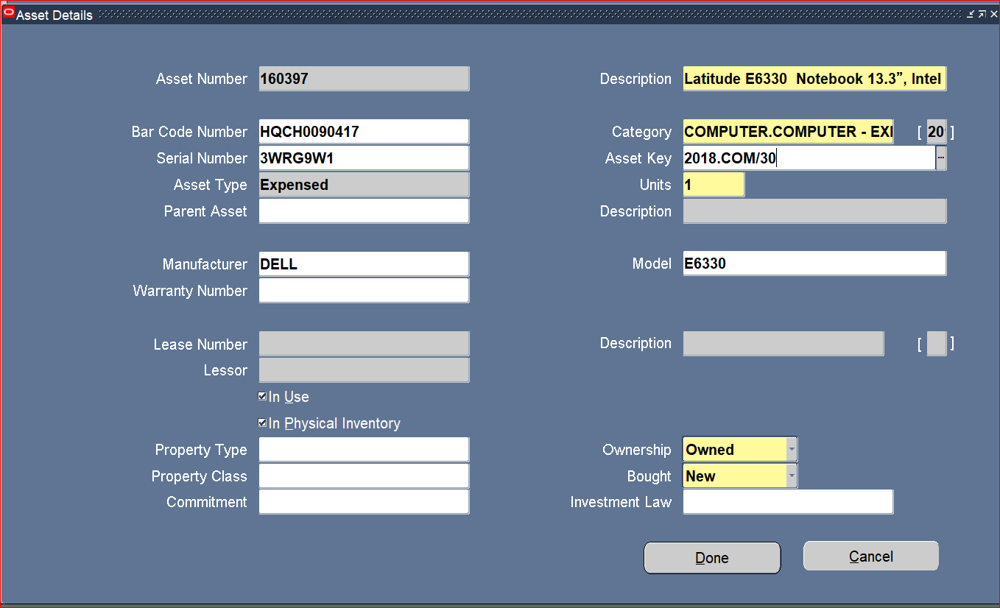 Asset Details
Asset Number 160397 Description Latitude E6330  Notebook 13.3”, Intel
Bar Code Number HQCH0090417 Category COMPUTER.COMPUTER - EXI [ 20 ]
Serial Number 3WRG9W1 Asset Key 2018.COM/30 ...
Asset Type Expensed Units 1
Parent Asset Description
Manufacturer DELL Model E6330
Warranty Number
Lease Number Description [ ]
Lessor
In Use
In Physical Inventory
Property Type Ownership Owned
Property Class Bought New
Commitment Investment Law
Done Cancel